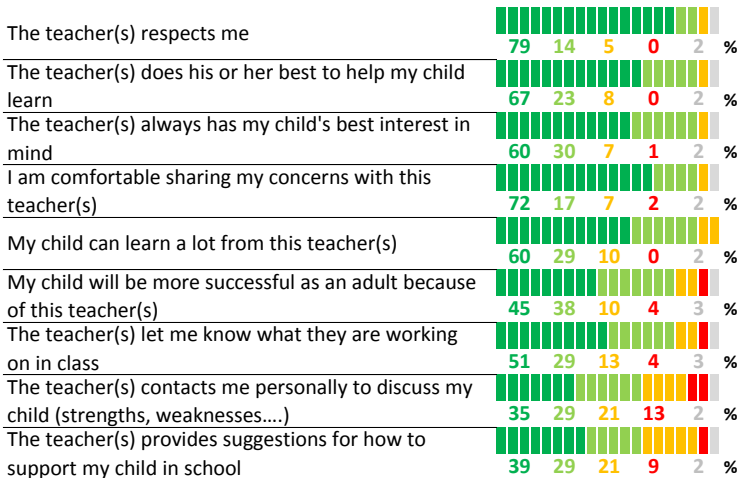 The teacher(s) respects me
79 14 5 0 2 %
The teacher(s) does his or her best to help my child
learn
67 23 8 0 2 %
The teacher(s) always has my child's best interest in
mind
60 30 7 1 2 %
I am comfortable sharing my concerns with this
teacher(s)
72 17 7 2 2 %
My child can learn a lot from this teacher(s)
60 29 10 0 2 %
My child will be more successful as an adult because
of this teacher(s)
45 38 10 4 3 %
The teacher(s) let me know what they are working
on in class
51 29 13 4 3 %
The teacher(s) contacts me personally to discuss my
child (strengths, weaknesses....)
35 29 21 13 2 %
The teacher(s) provides suggestions for how to
support my child in school
39 29 21 9 2 %